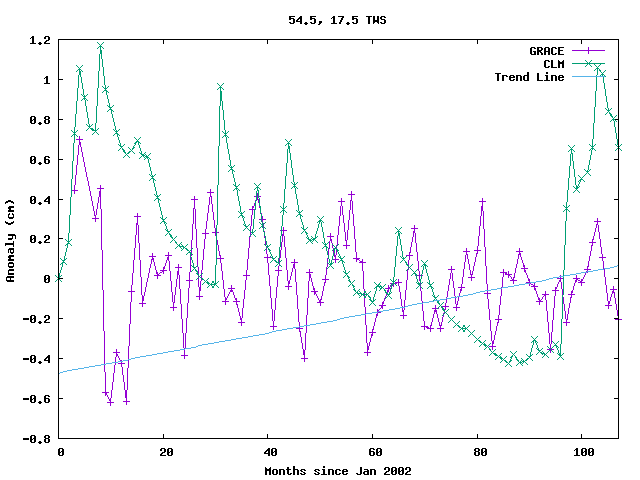 54.5, 17.5 TWS
GRACE
CLM
Trend Line
1.2
1
0.8
0.6
0.4
0.2
0
-0.2
-0.4
-0.6
-0.8
Anomaly (cm)
0 20 40 60 80 100
Months since Jan 2002